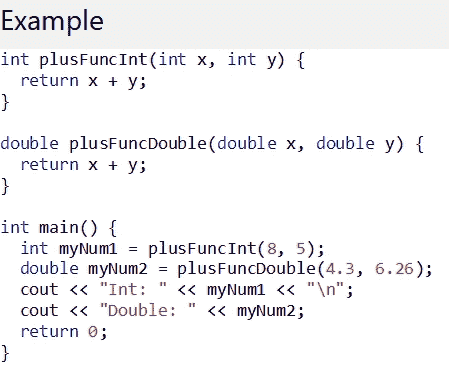 Example
int plusFuncInt(int x, int y) {
  return x + y;
}

double plusFuncDouble(double x, double y) {
  return x + y;
}

int main() {
  int myNum1 = plusFuncInt(8, 5);
  double myNum2 = plusFuncDouble(4.3, 6.26);
  cout << "Int: " << myNum1 << "\n";
  cout << "Double: " << myNum2;
  return 0;
}